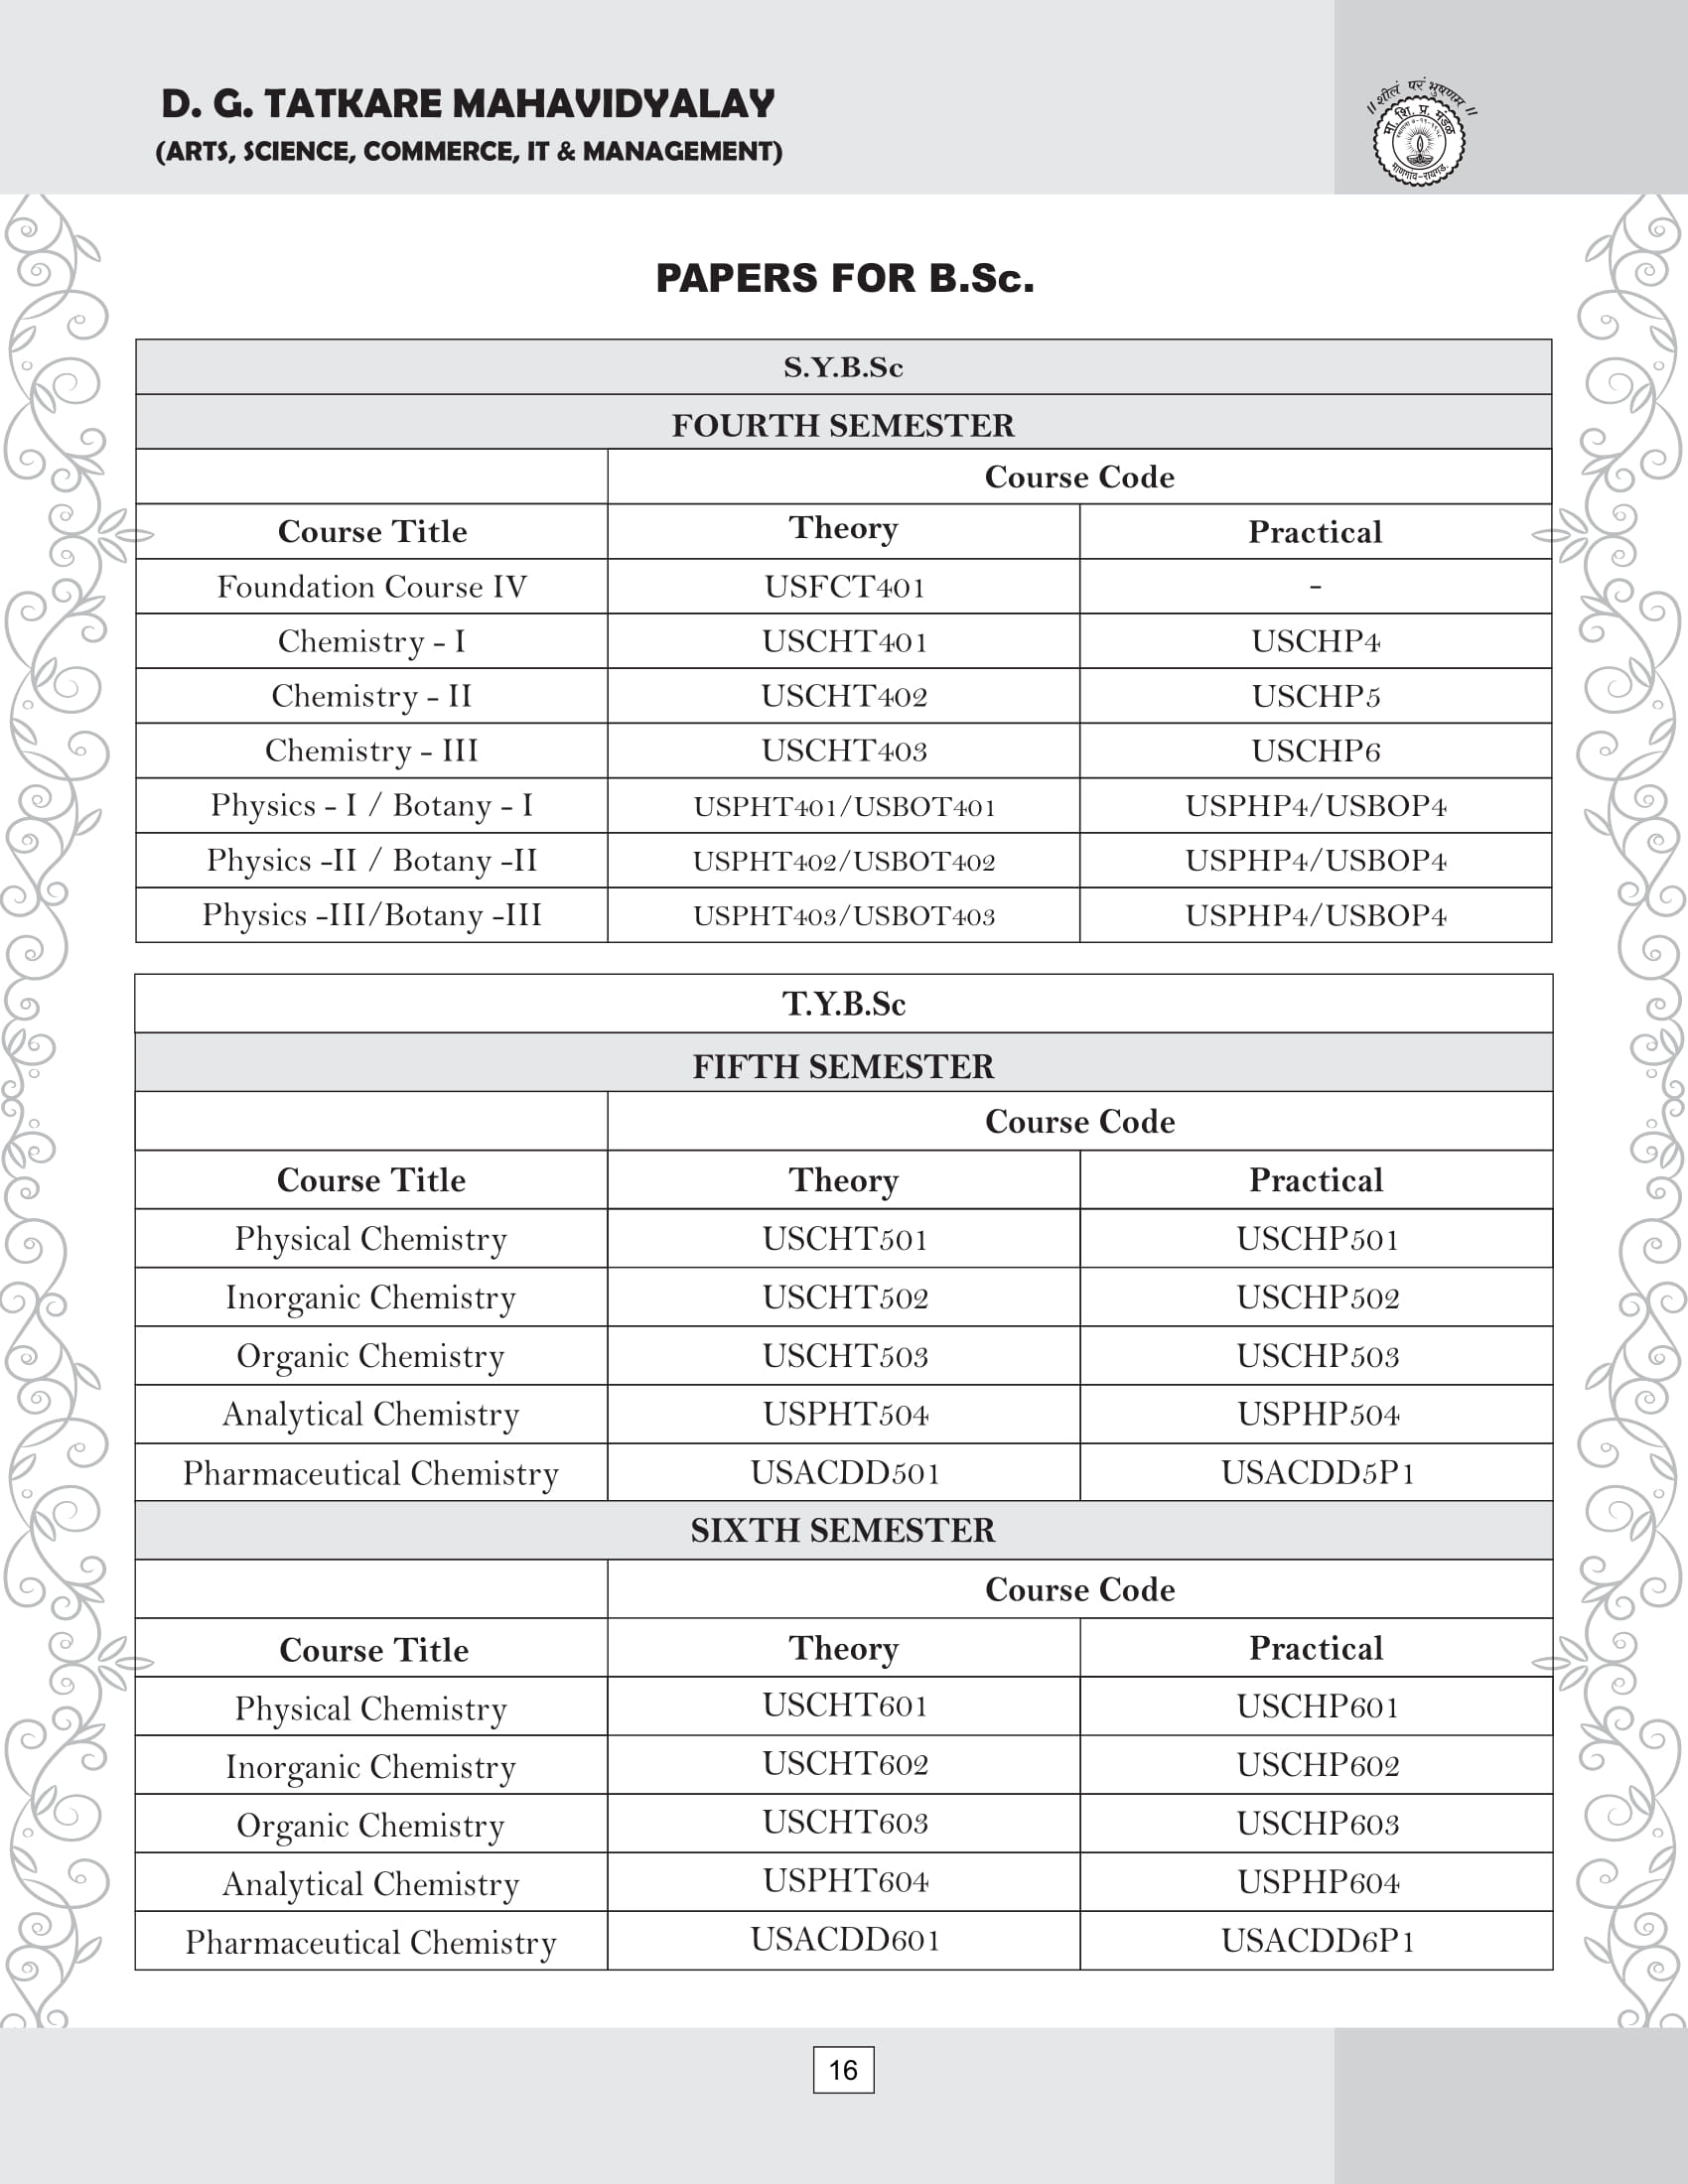 D. G. TATKARE MAHAVIDYALAY
(ARTS, SCIENCE, COMMERCE, IT & MANAGEMENT)
॥ शीलं परं भुषणम ॥
मा. शि. प्र. मंडळ
माणगांव-रायगड.
PAPERS FOR B.Sc.
S.Y.B.Sc
FOURTH SEMESTER
Course Code
Course Title Theory Practical
Foundation Course IV USFCT401 -
Chemistry - I USCHT401 USCHP4
Chemistry - II USCHT402 USCHP5
Chemistry - III USCHT403 USCHP6
Physics - I / Botany - I USPHT401/USBOT401 USPHP4/USBOP4
Physics -II / Botany -II USPHT402/USBOT402 USPHP4/USBOP4
Physics -III/Botany -III USPHT403/USBOT403 USPHP4/USBOP4
T.Y.B.Sc
FIFTH SEMESTER
Course Code
Course Title Theory Practical
Physical Chemistry USCHT501 USCHP501
Inorganic Chemistry USCHT502 USCHP502
Organic Chemistry USCHT503 USCHP503
Analytical Chemistry USPHT504 USPHP504
Pharmaceutical Chemistry USACDD501 USACDD5P1
SIXTH SEMESTER
Course Code
Course Title Theory Practical
Physical Chemistry USCHT601 USCHP601
Inorganic Chemistry USCHT602 USCHP602
Organic Chemistry USCHT603 USCHP603
Analytical Chemistry USPHT604 USPHP604
Pharmaceutical Chemistry USACDD601 USACDD6P1
16